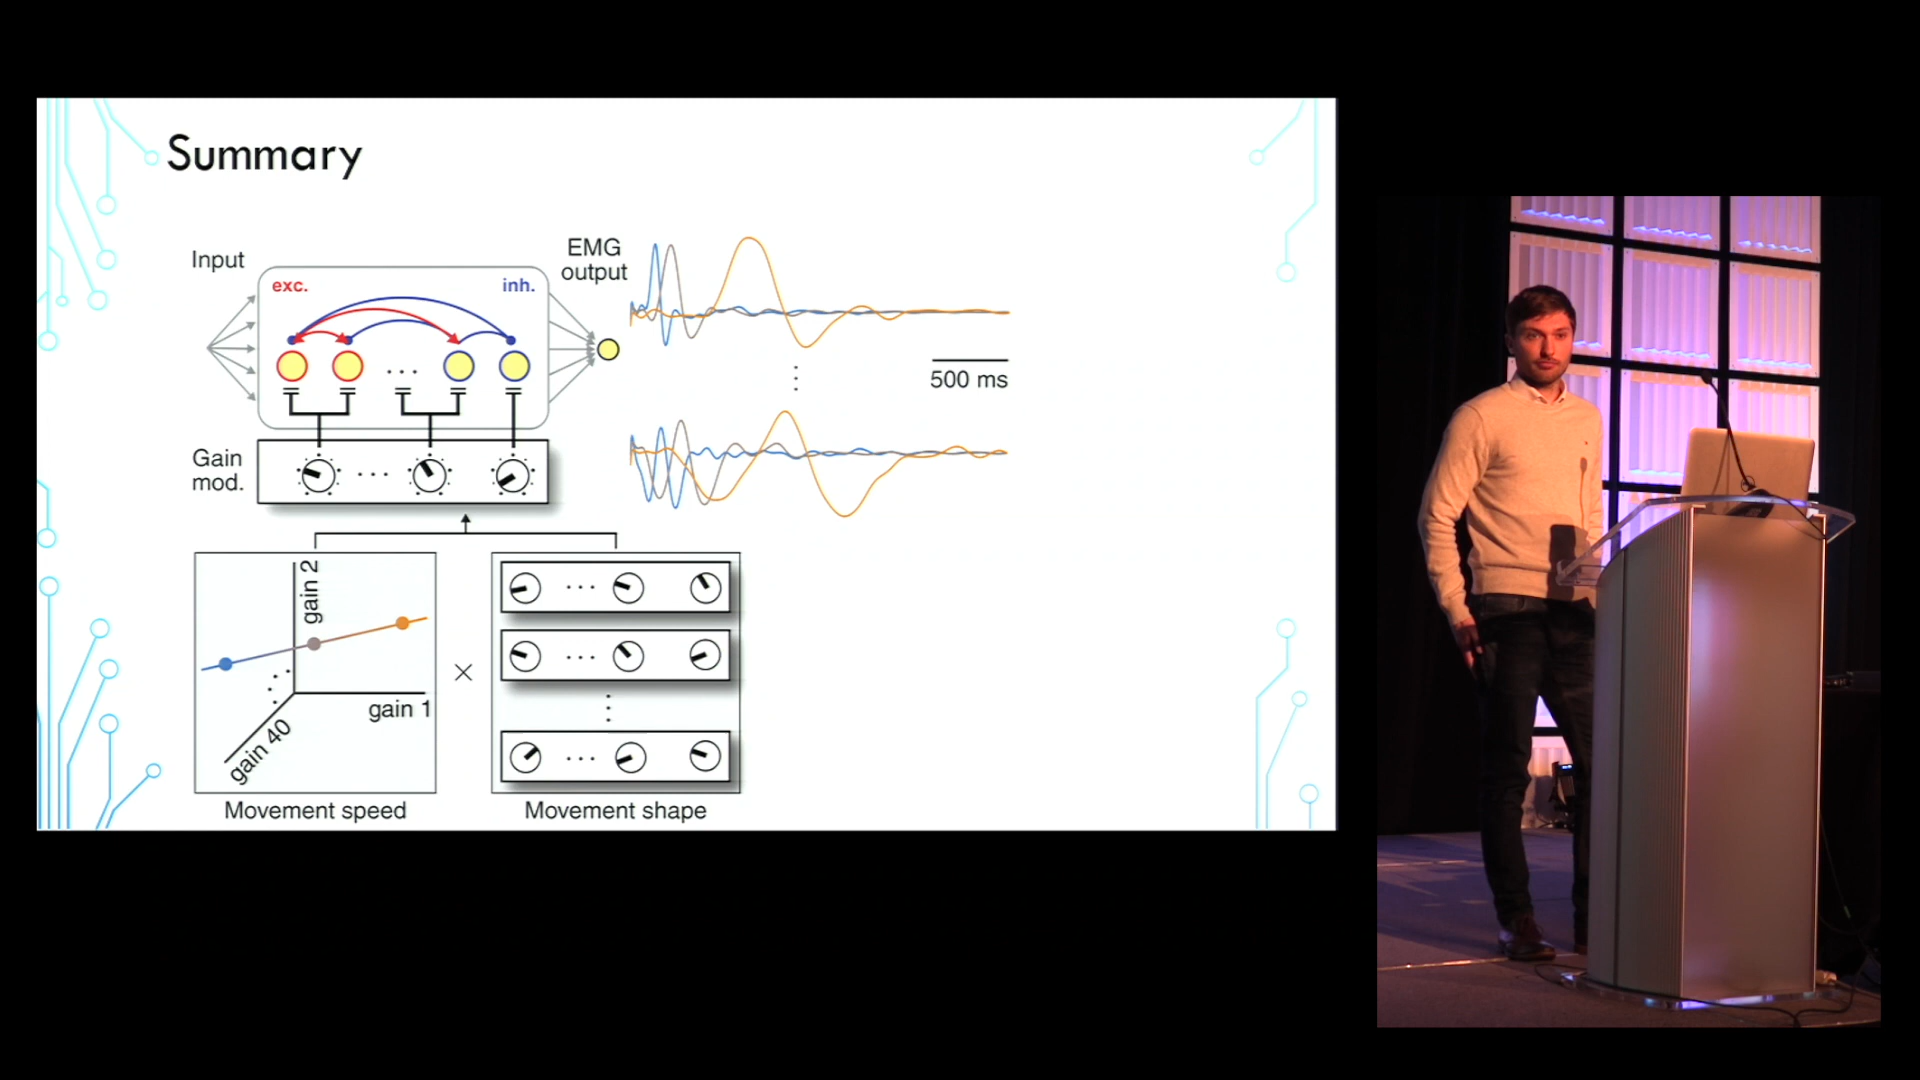 Summary
Input
exc.
inh.
EMG
output
500 ms
Gain
mod.
gain 2
gain 1
gain 40
×
Movement speed
Movement shape